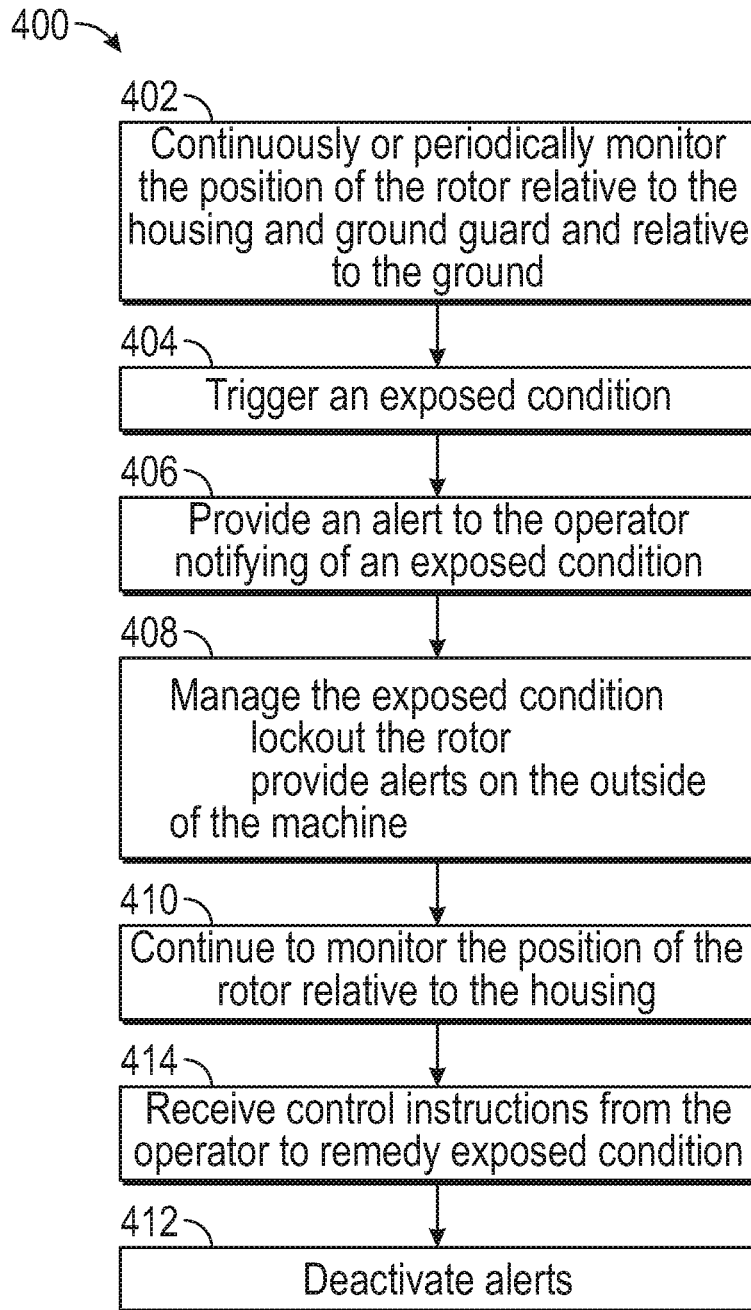 400
402
Continuously or periodically monitor
the position of the rotor relative to the
housing and ground guard and relative
to the ground
404
Trigger an exposed condition
406
Provide an alert to the operator
notifying of an exposed condition
408
Manage the exposed condition
lockout the rotor
provide alerts on the outside
of the machine
410
Continue to monitor the position of the
rotor relative to the housing
414
Receive control instructions from the
operator to remedy exposed condition
412
Deactivate alerts